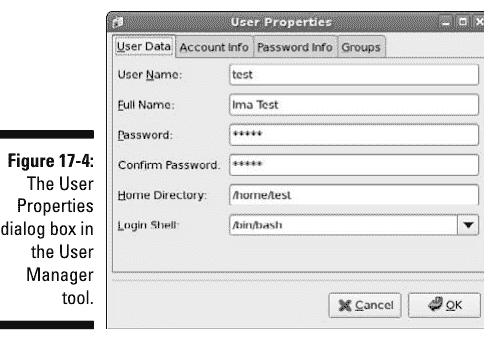 User Properties
User Data Account Info Password Info Groups
User Name: test
Full Name: Ima Test
Password: *****
Confirm Password: *****
Home Directory: /home/test
Login Shell: /bin/bash
Cancel OK
Figure 17-4:
The User
Properties
dialog box in
the User
Manager
tool.